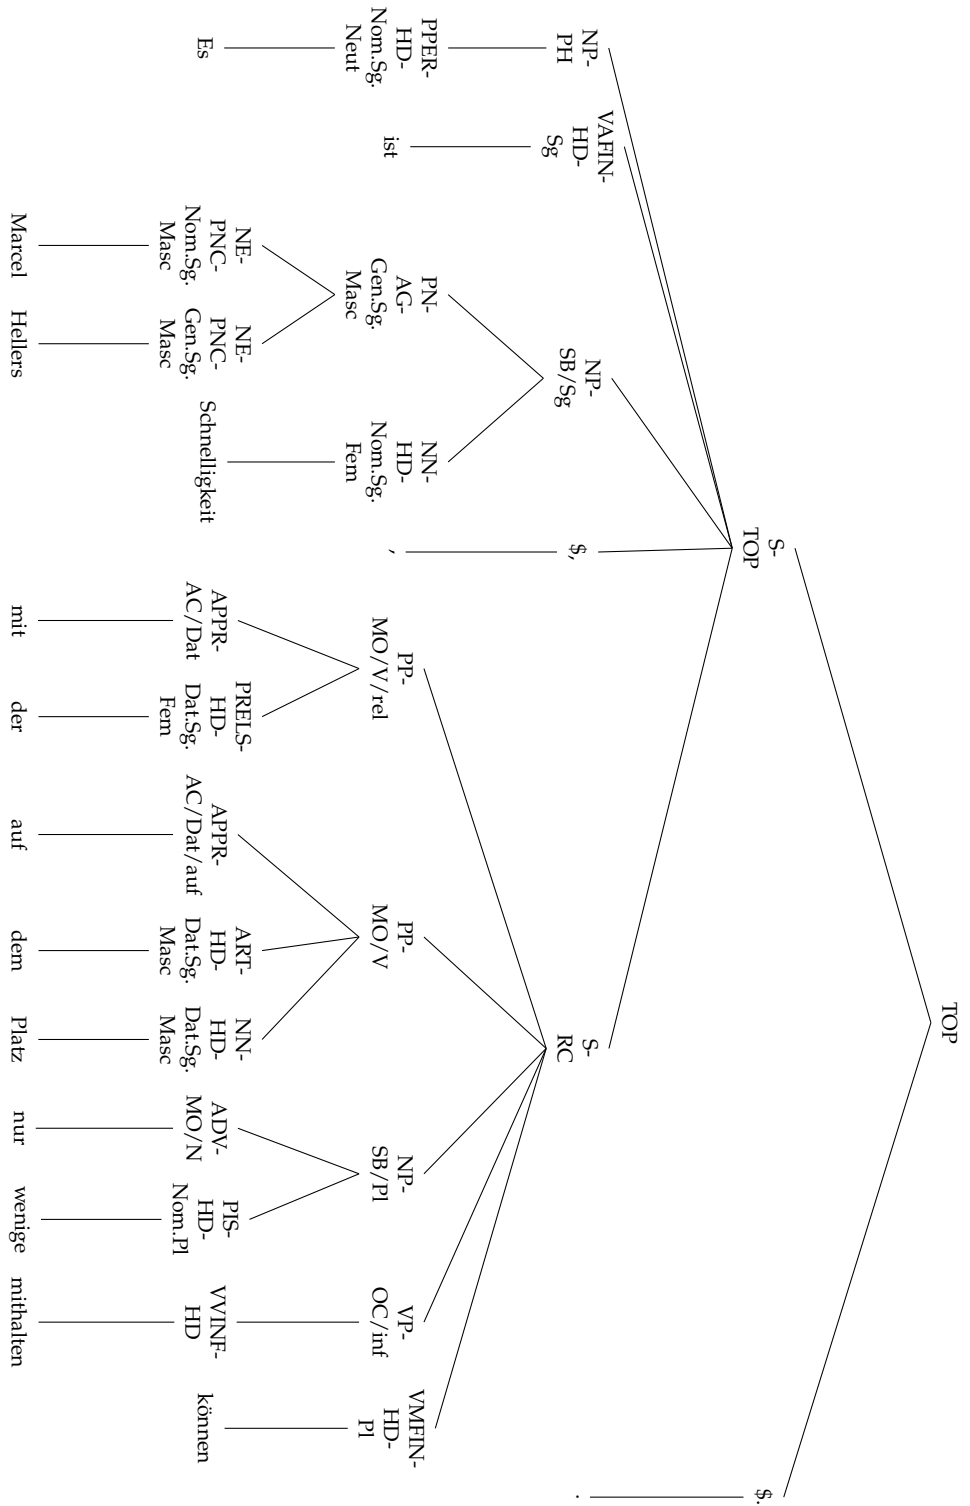 TOP
S-
TOP
$.
.
NP-
PH
PPER-
HD-
Nom.Sg.
Neut
Es
VAFIN-
HD-
Sg
ist
NP-
SB/Sg
PN-
AG-
Gen.Sg.
Masc
NE-
PNC-
Nom.Sg.
Masc
Marcel
NE-
PNC-
Gen.Sg.
Masc
Hellers
NN-
HD-
Nom.Sg.
Fem
Schnelligkeit
$,
,
S-
RC
PP-
MO/V/rel
APPR-
AC/Dat
mit
PRELS-
HD-
Dat.Sg.
Fem
der
PP-
MO/V
APPR-
AC/Dat/auf
auf
ART-
HD-
Dat.Sg.
Masc
dem
NN-
HD-
Dat.Sg.
Masc
Platz
NP-
SB/Pl
ADV-
MO/N
nur
PIS-
HD-
Nom.Pl
wenige
VP-
OC/inf
VVINF-
HD
mithalten
VMFIN-
HD-
Pl
können